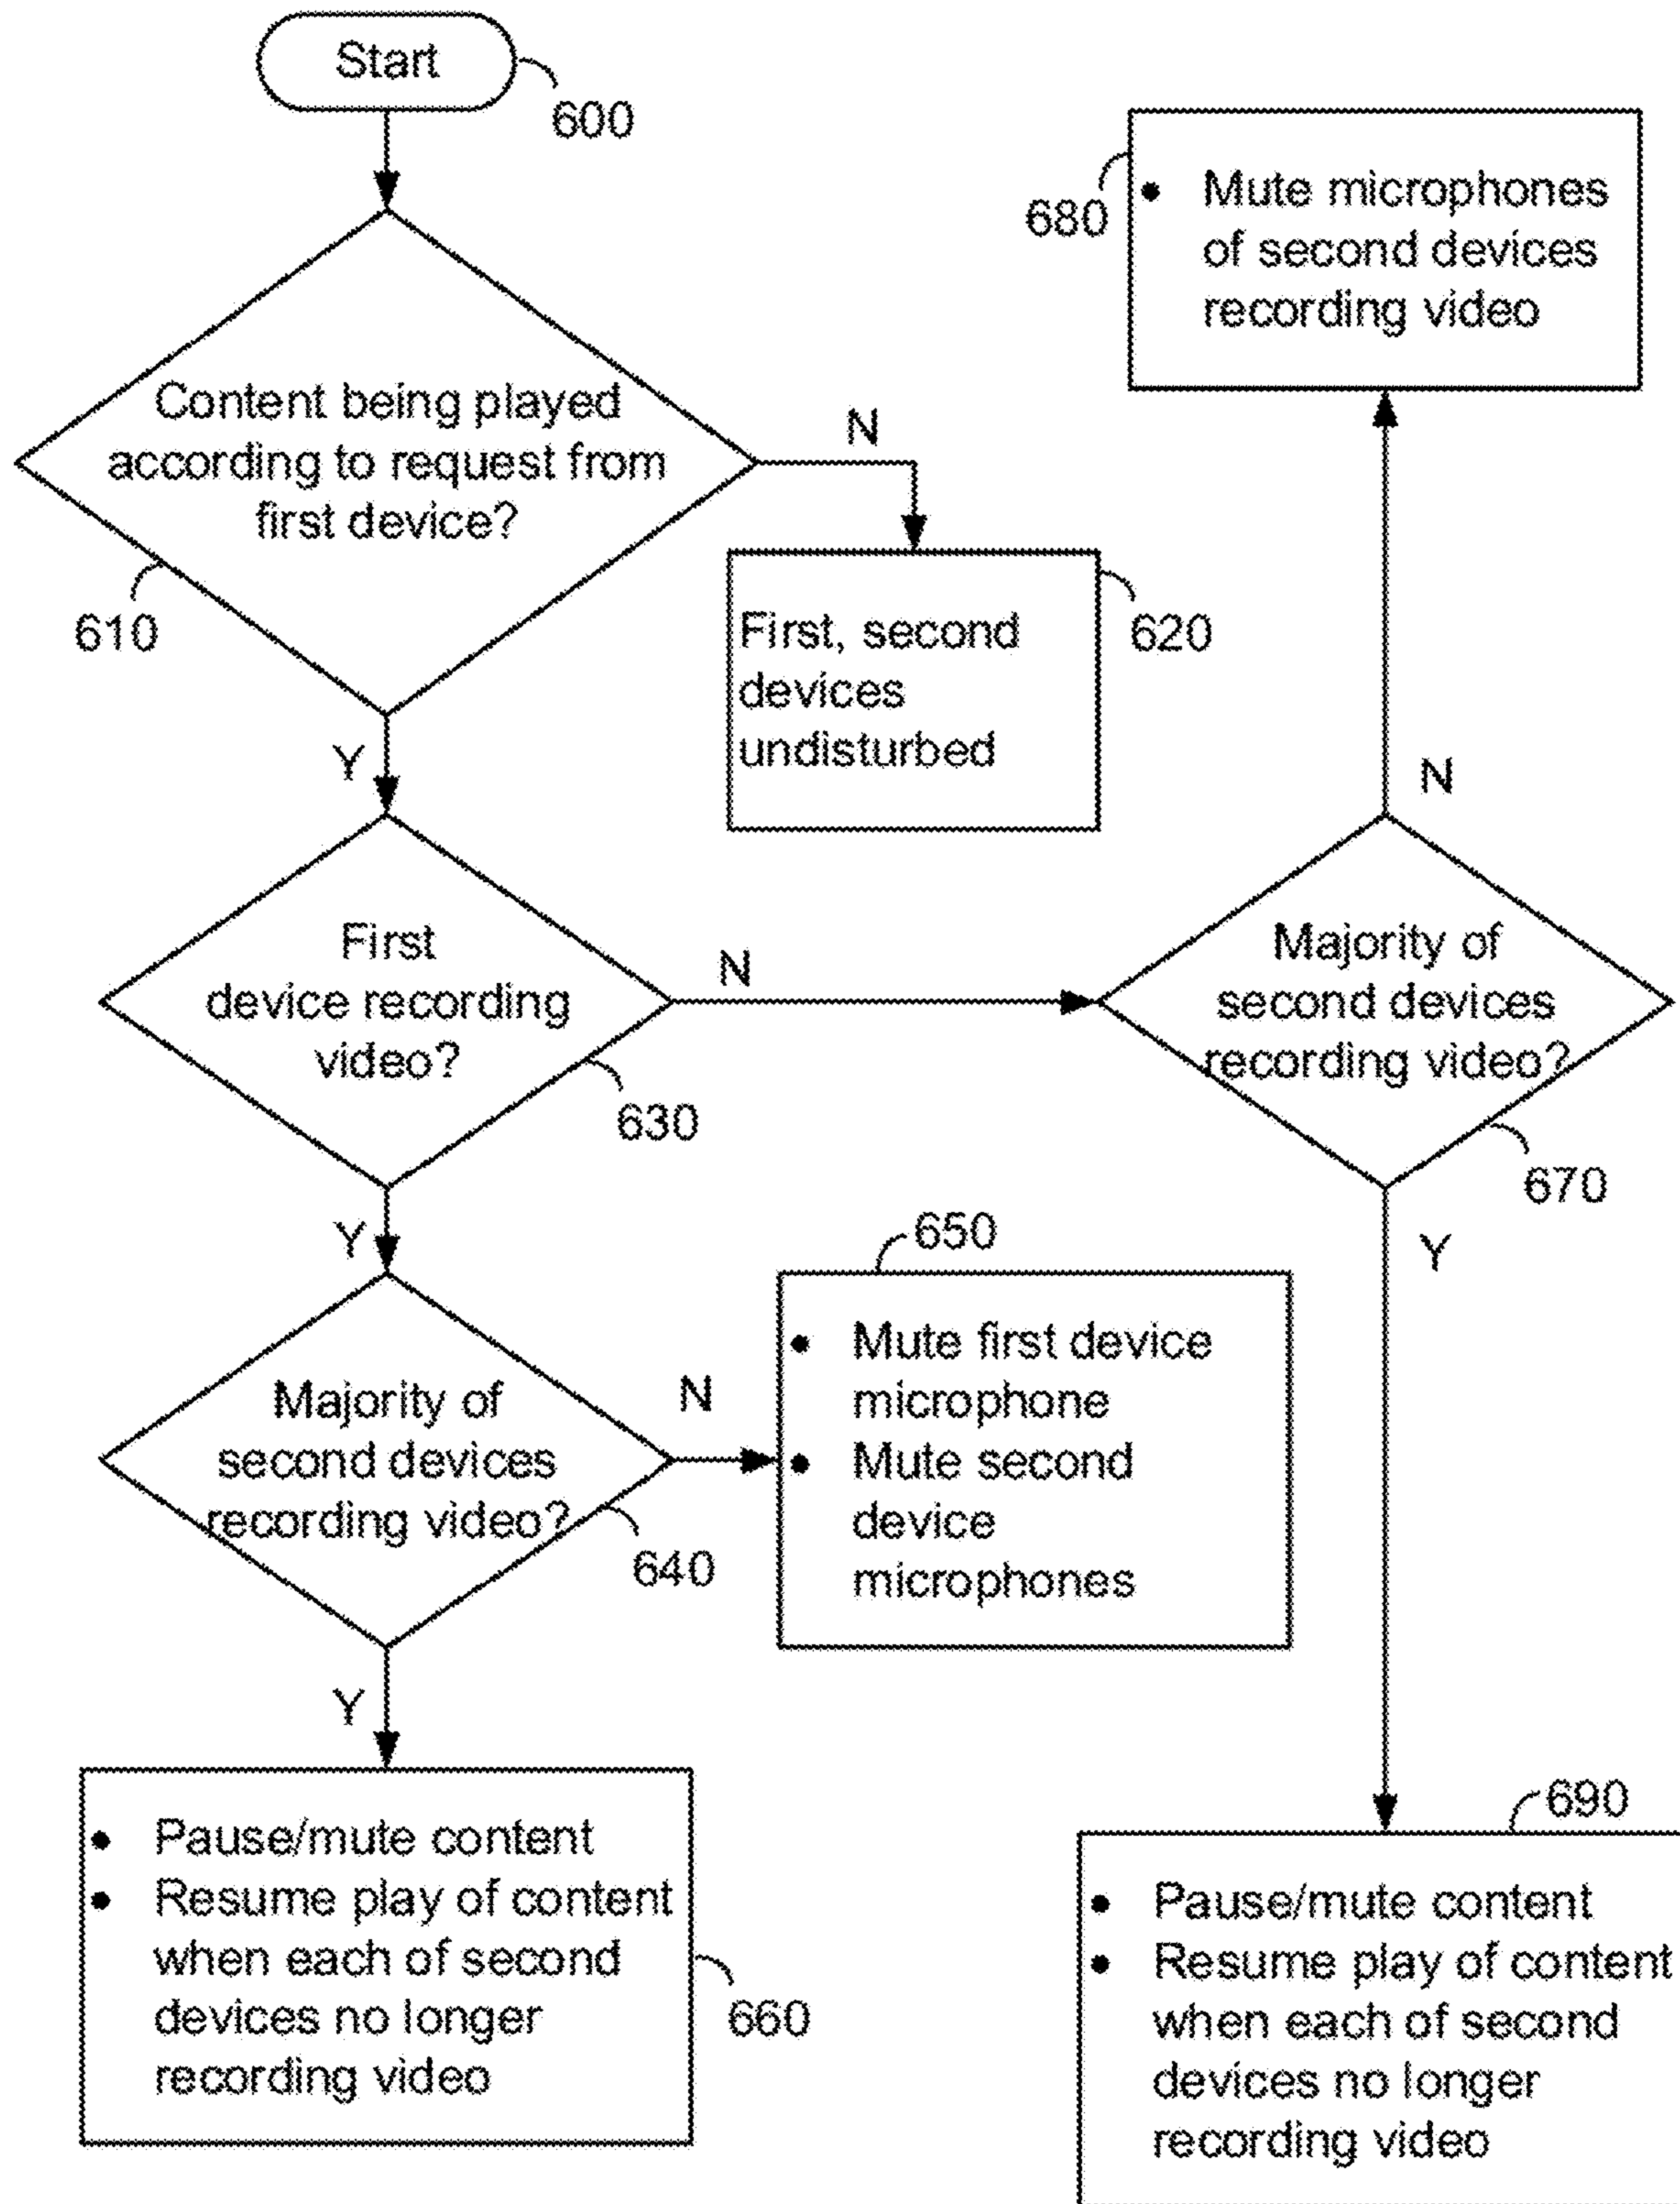 Start
600
Content being played
according to request from
first device?
610
N
Y
First, second
devices
undisturbed
620
First
device recording
video?
630
N
Y
Majority of
second devices
recording video?
640
N
Y
650
• Mute first device
microphone
• Mute second
device
microphones
• Pause/mute content
• Resume play of content
when each of second
devices no longer
recording video
660
Majority of
second devices
recording video?
670
N
Y
680
• Mute microphones
of second devices
recording video
690
• Pause/mute content
• Resume play of content
when each of second
devices no longer
recording video